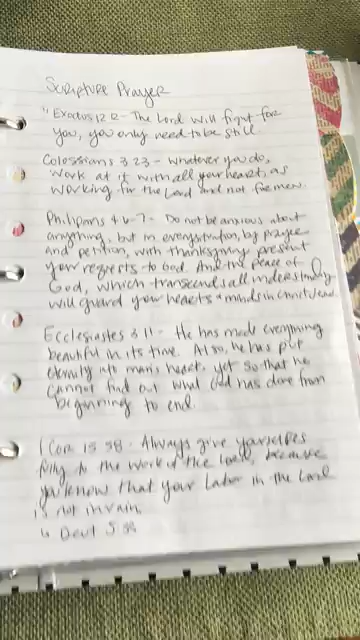 Scripture Prayer
"Exodus 12 - The Lord will fight for
you, you only need to be still
Colossians 3:23 - Whatever you do,
work at it with all your heart, as
working for the Lord and not for men.
Philippians 4:6-7 - Do not be anxious about
anything, but in every situation, by prayer
and petition, with thanksgiving present
your requests to God. And the peace of
God, which transcends all understanding
will guard your hearts & minds in Christ Jesus.
Ecclesiastes 3:11 - He has made everything
beautiful in its time. Also, he has put
eternity into man's heart, yet so that he
cannot find out what God has done from
beginning to end.
1 Cor 15 58 - Always give yourselves
fully to the work of the Lord, because
you know that your labor in the Lord
is not in vain
Deut 5